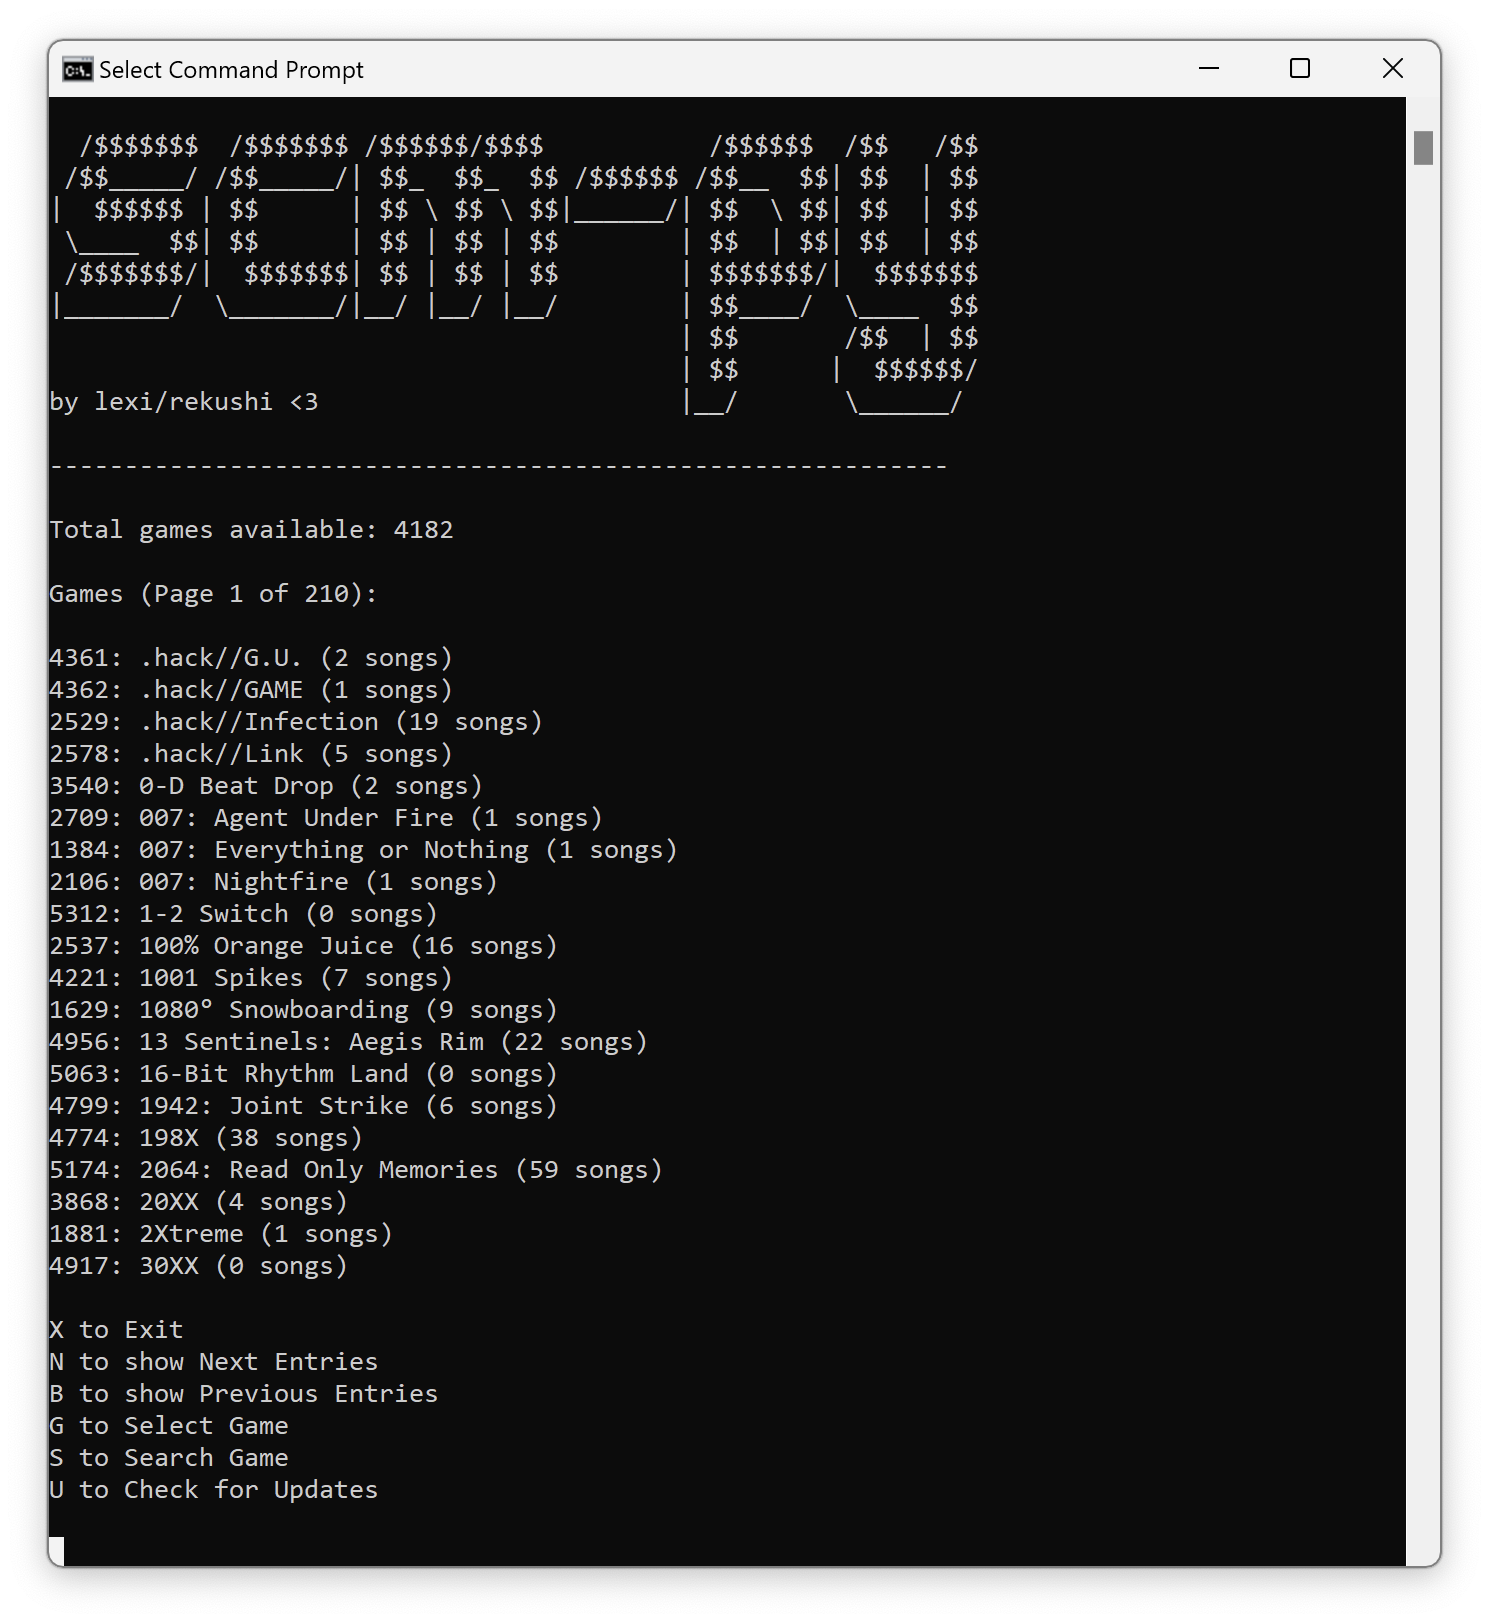 Select Command Prompt
  /$$$$$$$  /$$$$$$$ /$$$$$$/$$$$           /$$$$$$  /$$   /$$
 /$$_____/ /$$_____/| $$_  $$_  $$ /$$$$$$ /$$__  $$| $$  | $$
|  $$$$$$ | $$      | $$ \ $$ \ $$|______/| $$  \ $$| $$  | $$
 \____  $$| $$      | $$ | $$ | $$        | $$  | $$| $$  | $$
 /$$$$$$$/|  $$$$$$$| $$ | $$ | $$        | $$$$$$$/|  $$$$$$$
|_______/  \_______/|__/ |__/ |__/        | $$____/  \____  $$
                                          | $$       /$$  | $$
                                          | $$      |  $$$$$$/
by lexi/rekushi <3                        |__/       \______/
------------------------------------------------------------
Total games available: 4182
Games (Page 1 of 210):
4361: .hack//G.U. (2 songs)
4362: .hack//GAME (1 songs)
2529: .hack//Infection (19 songs)
2578: .hack//Link (5 songs)
3540: 0-D Beat Drop (2 songs)
2709: 007: Agent Under Fire (1 songs)
1384: 007: Everything or Nothing (1 songs)
2106: 007: Nightfire (1 songs)
5312: 1-2 Switch (0 songs)
2537: 100% Orange Juice (16 songs)
4221: 1001 Spikes (7 songs)
1629: 1080° Snowboarding (9 songs)
4956: 13 Sentinels: Aegis Rim (22 songs)
5063: 16-Bit Rhythm Land (0 songs)
4799: 1942: Joint Strike (6 songs)
4774: 198X (38 songs)
5174: 2064: Read Only Memories (59 songs)
3868: 20XX (4 songs)
1881: 2Xtreme (1 songs)
4917: 30XX (0 songs)
X to Exit
N to show Next Entries
B to show Previous Entries
G to Select Game
S to Search Game
U to Check for Updates